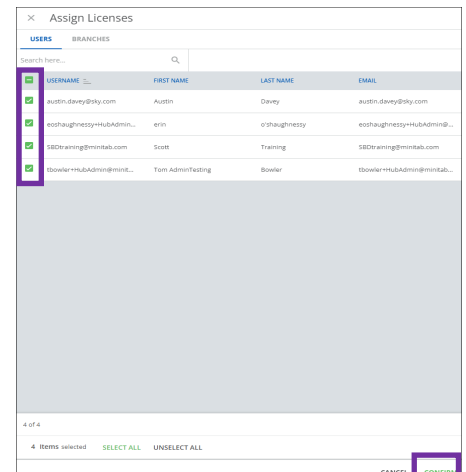 × Assign Licenses
USERS BRANCHES
Search here...
USERNAME FIRST NAME LAST NAME EMAIL
austin.davey@sky.com Austin Davey austin.davey@sky.com
eoshaughnessy+HubAdmin... erin o'shaughnessy eoshaughnessy+HubAdmin@...
SBDtraining@minitab.com Scott Training SBDtraining@minitab.com
tbowler+HubAdmin@minit... Tom AdminTesting Bowler tbowler+HubAdmin@minitab...
4 of 4
4 items selected SELECT ALL UNSELECT ALL
CANCEL CONFIRM